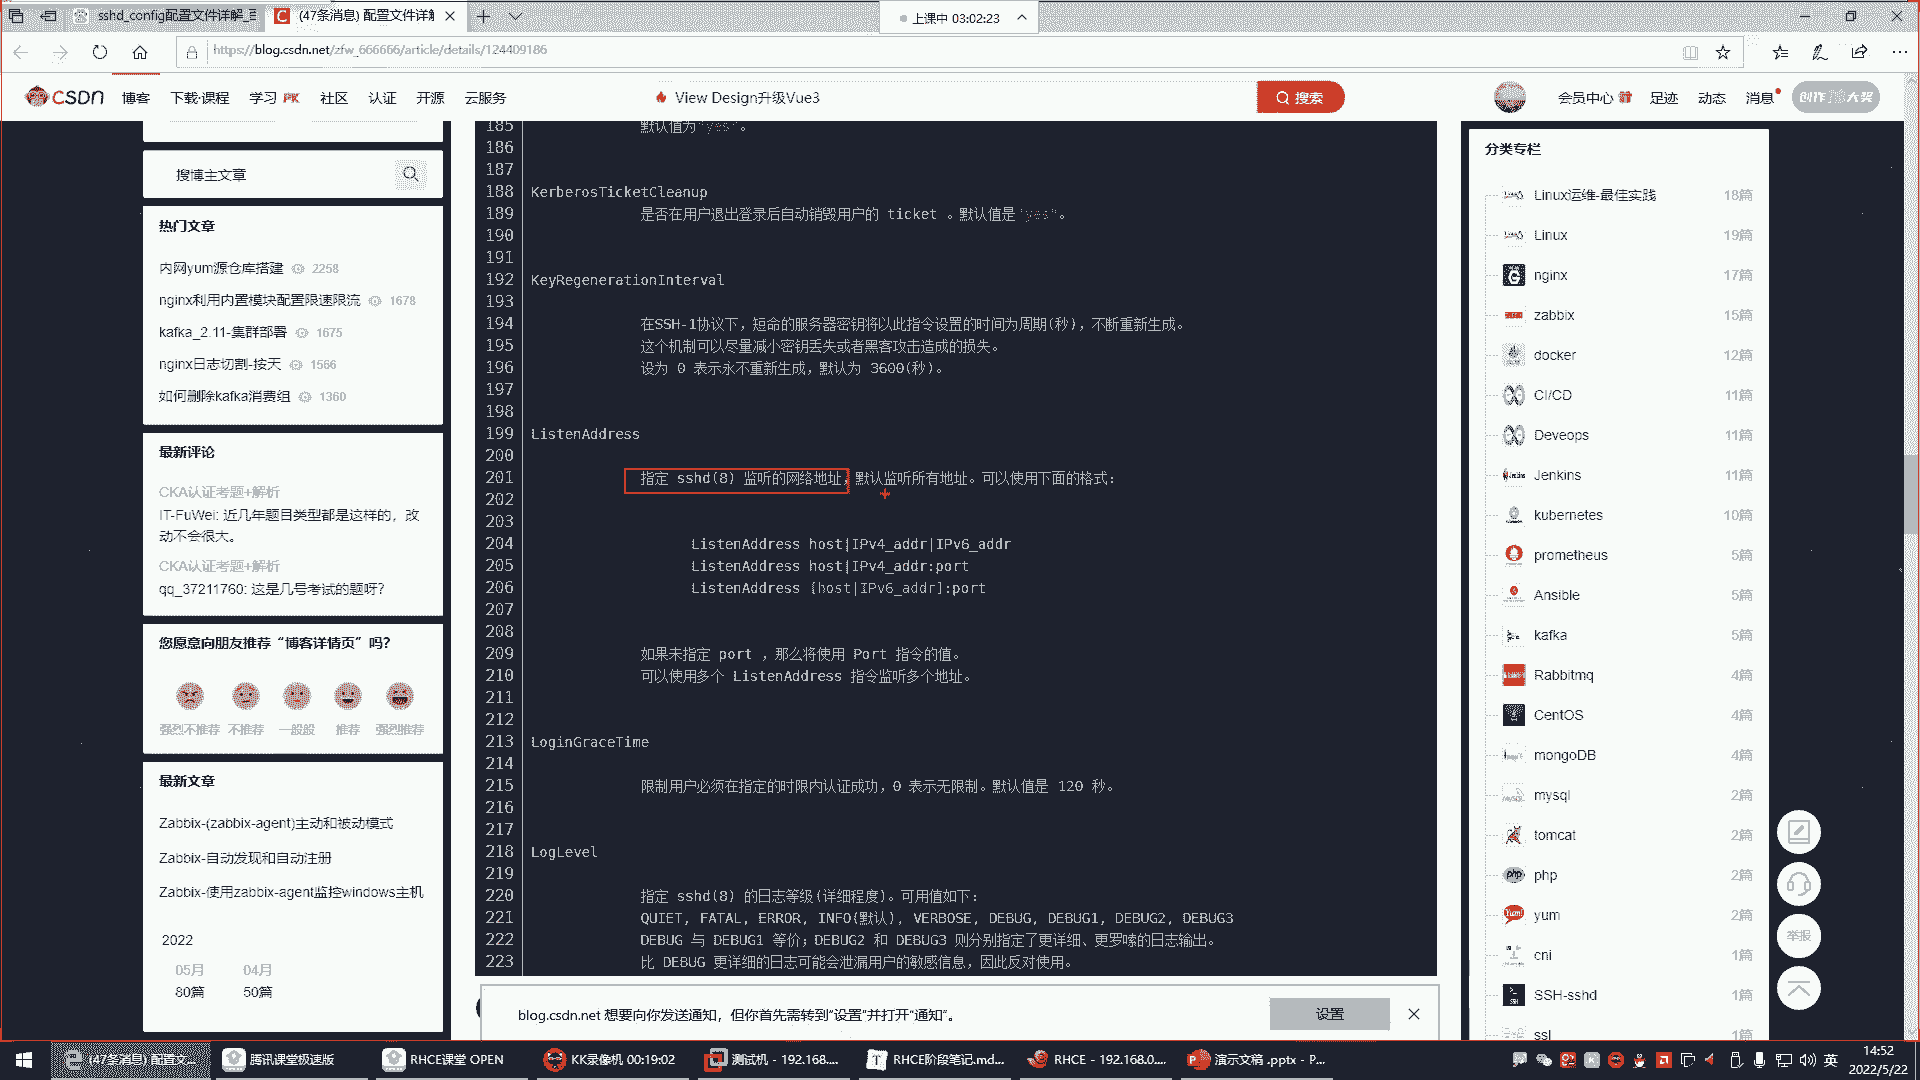 sshd_config配置文件详解_百
(47条消息) 配置文件详解
上课中 03:02:23
https://blog.csdn.net/zfw_666666/article/details/124409186
CSDN 博客 下载·课程 学习 PK 社区 认证 开源 云服务 View Design升级Vue3 搜索 会员中心 足迹 动态 消息
搜博主文章
热门文章
内网yum源仓库搭建 2258
nginx利用内置模块配置限速限流 1678
kafka_2.11-集群部署 1675
nginx日志切割-按天 1566
如何删除kafka消费组 1360
最新评论
CKA认证考题+解析
IT-FuWei: 近几年题目类型都是这样的，改
动不会很大。
CKA认证考题+解析
qq_37211760: 这是几号考试的题呀？
您愿意向朋友推荐“博客详情页”吗？
强烈不推荐 不推荐 一般般 推荐 强烈推荐
最新文章
Zabbix-(zabbix-agent)主动和被动模式
Zabbix-自动发现和自动注册
Zabbix-使用zabbix-agent监控windows主机
2022
05月 04月
80篇 50篇
185 默认值为"yes"。
186
187
188 KerberosTicketCleanup
189 是否在用户退出登录后自动销毁用户的 ticket 。默认值是"yes"。
190
191
192 KeyRegenerationInterval
193
194 在SSH-1协议下，短命的服务器密钥将以此指令设置的时间为周期(秒)，不断重新生成。
195 这个机制可以尽量减小密钥丢失或者黑客攻击造成的损失。
196 设为 0 表示永不重新生成，默认为 3600(秒)。
197
198
199 ListenAddress
200
201 指定 sshd(8) 监听的网络地址，默认监听所有地址。可以使用下面的格式：
202
203
204 ListenAddress host|IPv4_addr|IPv6_addr
205 ListenAddress host|IPv4_addr:port
206 ListenAddress [host|IPv6_addr]:port
207
208
209 如果未指定 port ，那么将使用 Port 指令的值。
210 可以使用多个 ListenAddress 指令监听多个地址。
211
212
213 LoginGraceTime
214
215 限制用户必须在指定的时限内认证成功，0 表示无限制。默认值是 120 秒。
216
217
218 LogLevel
219
220 指定 sshd(8) 的日志等级(详细程度)。可用值如下：
221 QUIET, FATAL, ERROR, INFO(默认), VERBOSE, DEBUG, DEBUG1, DEBUG2, DEBUG3
222 DEBUG 与 DEBUG1 等价；DEBUG2 和 DEBUG3 则分别指定了更详细、更罗嗦的日志输出。
223 比 DEBUG 更详细的日志可能会泄漏用户的敏感信息，因此反对使用。
分类专栏
Linux运维-最佳实践 18篇
Linux 19篇
nginx 17篇
zabbix 15篇
docker 12篇
CI/CD 11篇
Deveops 11篇
Jenkins 11篇
kubernetes 10篇
prometheus 5篇
Ansible 5篇
kafka 5篇
Rabbitmq 4篇
CentOS 4篇
mongoDB 4篇
mysql 2篇
tomcat 2篇
php 2篇
yum 2篇
cni 1篇
SSH-sshd 1篇
ssl 1篇
举报
blog.csdn.net 想要向你发送通知，但你首先需转到“设置”并打开“通知”。 设置
(47条消息) 配置文... 腾讯课堂极速版 RHCE课堂 OPEN KK录像机 00:19:02 测试机 - 192.168.... RHCE阶段笔记.md... RHCE - 192.168.0.... 演示文稿 .pptx - P... 英 14:52
2022/5/22